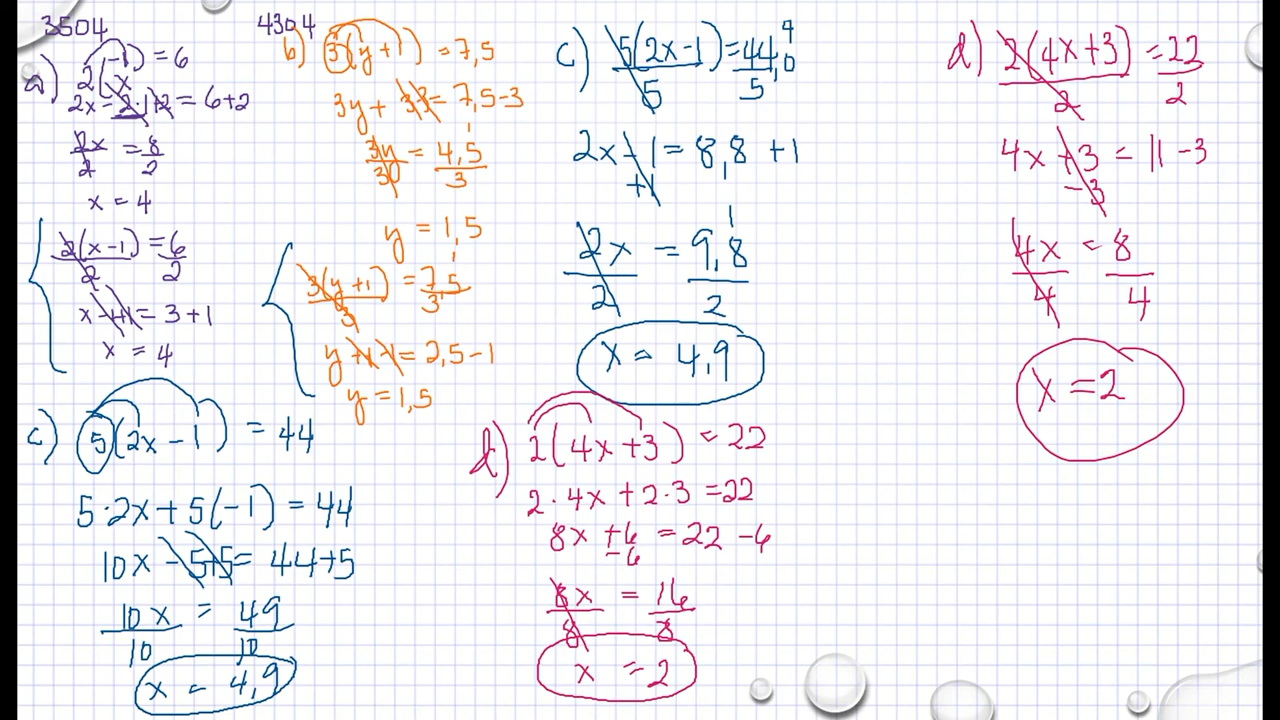 3504
a) 2(x -1) = 6
2x - 2·1+2 = 6+2
2x/2 = 8/2
x = 4
2(x-1)/2 = 6/2
x-1+1 = 3+1
x = 4
4304
b) 3(y+1) = 7,5
3y + 3-3 = 7,5-3
3y/3 = 4,5/3
y = 1,5
3(y+1)/3 = 7,5/3
y+1-1 = 2,5-1
y = 1,5
c) 5(2x-1)/5 = 44,0/5
2x-1+1 = 8,8+1
2x/2 = 9,8/2
x = 4,9
d) 2(4x+3)/2 = 22/2
4x+3-3 = 11-3
4x/4 = 8/4
x = 2
c) 5(2x-1) = 44
5·2x+5(-1) = 44
10x-5+5 = 44+5
10x/10 = 49/10
x = 4,9
d) 2(4x+3) = 22
2·4x+2·3 = 22
8x+6-6 = 22-6
8x/8 = 16/8
x = 2